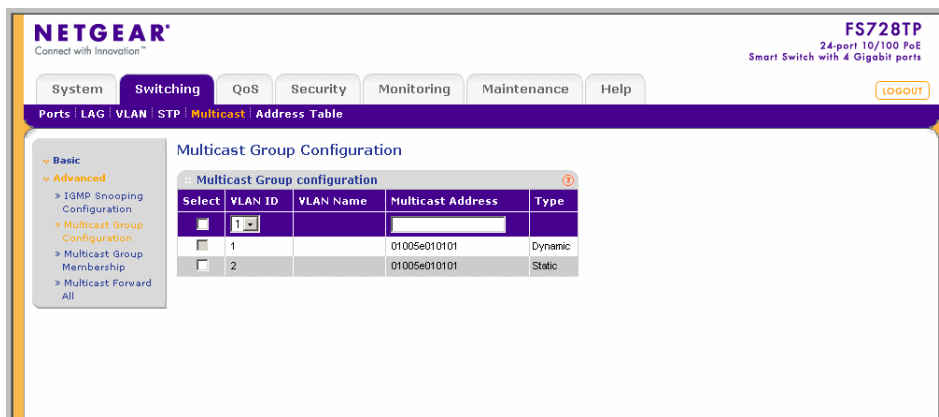 NETGEAR®
Connect with Innovation™
FS728TP
24-port 10/100 PoE
Smart Switch with 4 Gigabit ports
System Switching QoS Security Monitoring Maintenance Help LOGOUT
Ports LAG VLAN STP Multicast Address Table
Basic
Advanced
» IGMP Snooping
Configuration
» Multicast Group
Configuration
» Multicast Group
Membership
» Multicast Forward
All
Multicast Group Configuration
:: Multicast Group configuration ?
Select VLAN ID VLAN Name Multicast Address Type
1
1 01005e010101 Dynamic
2 01005e010101 Static